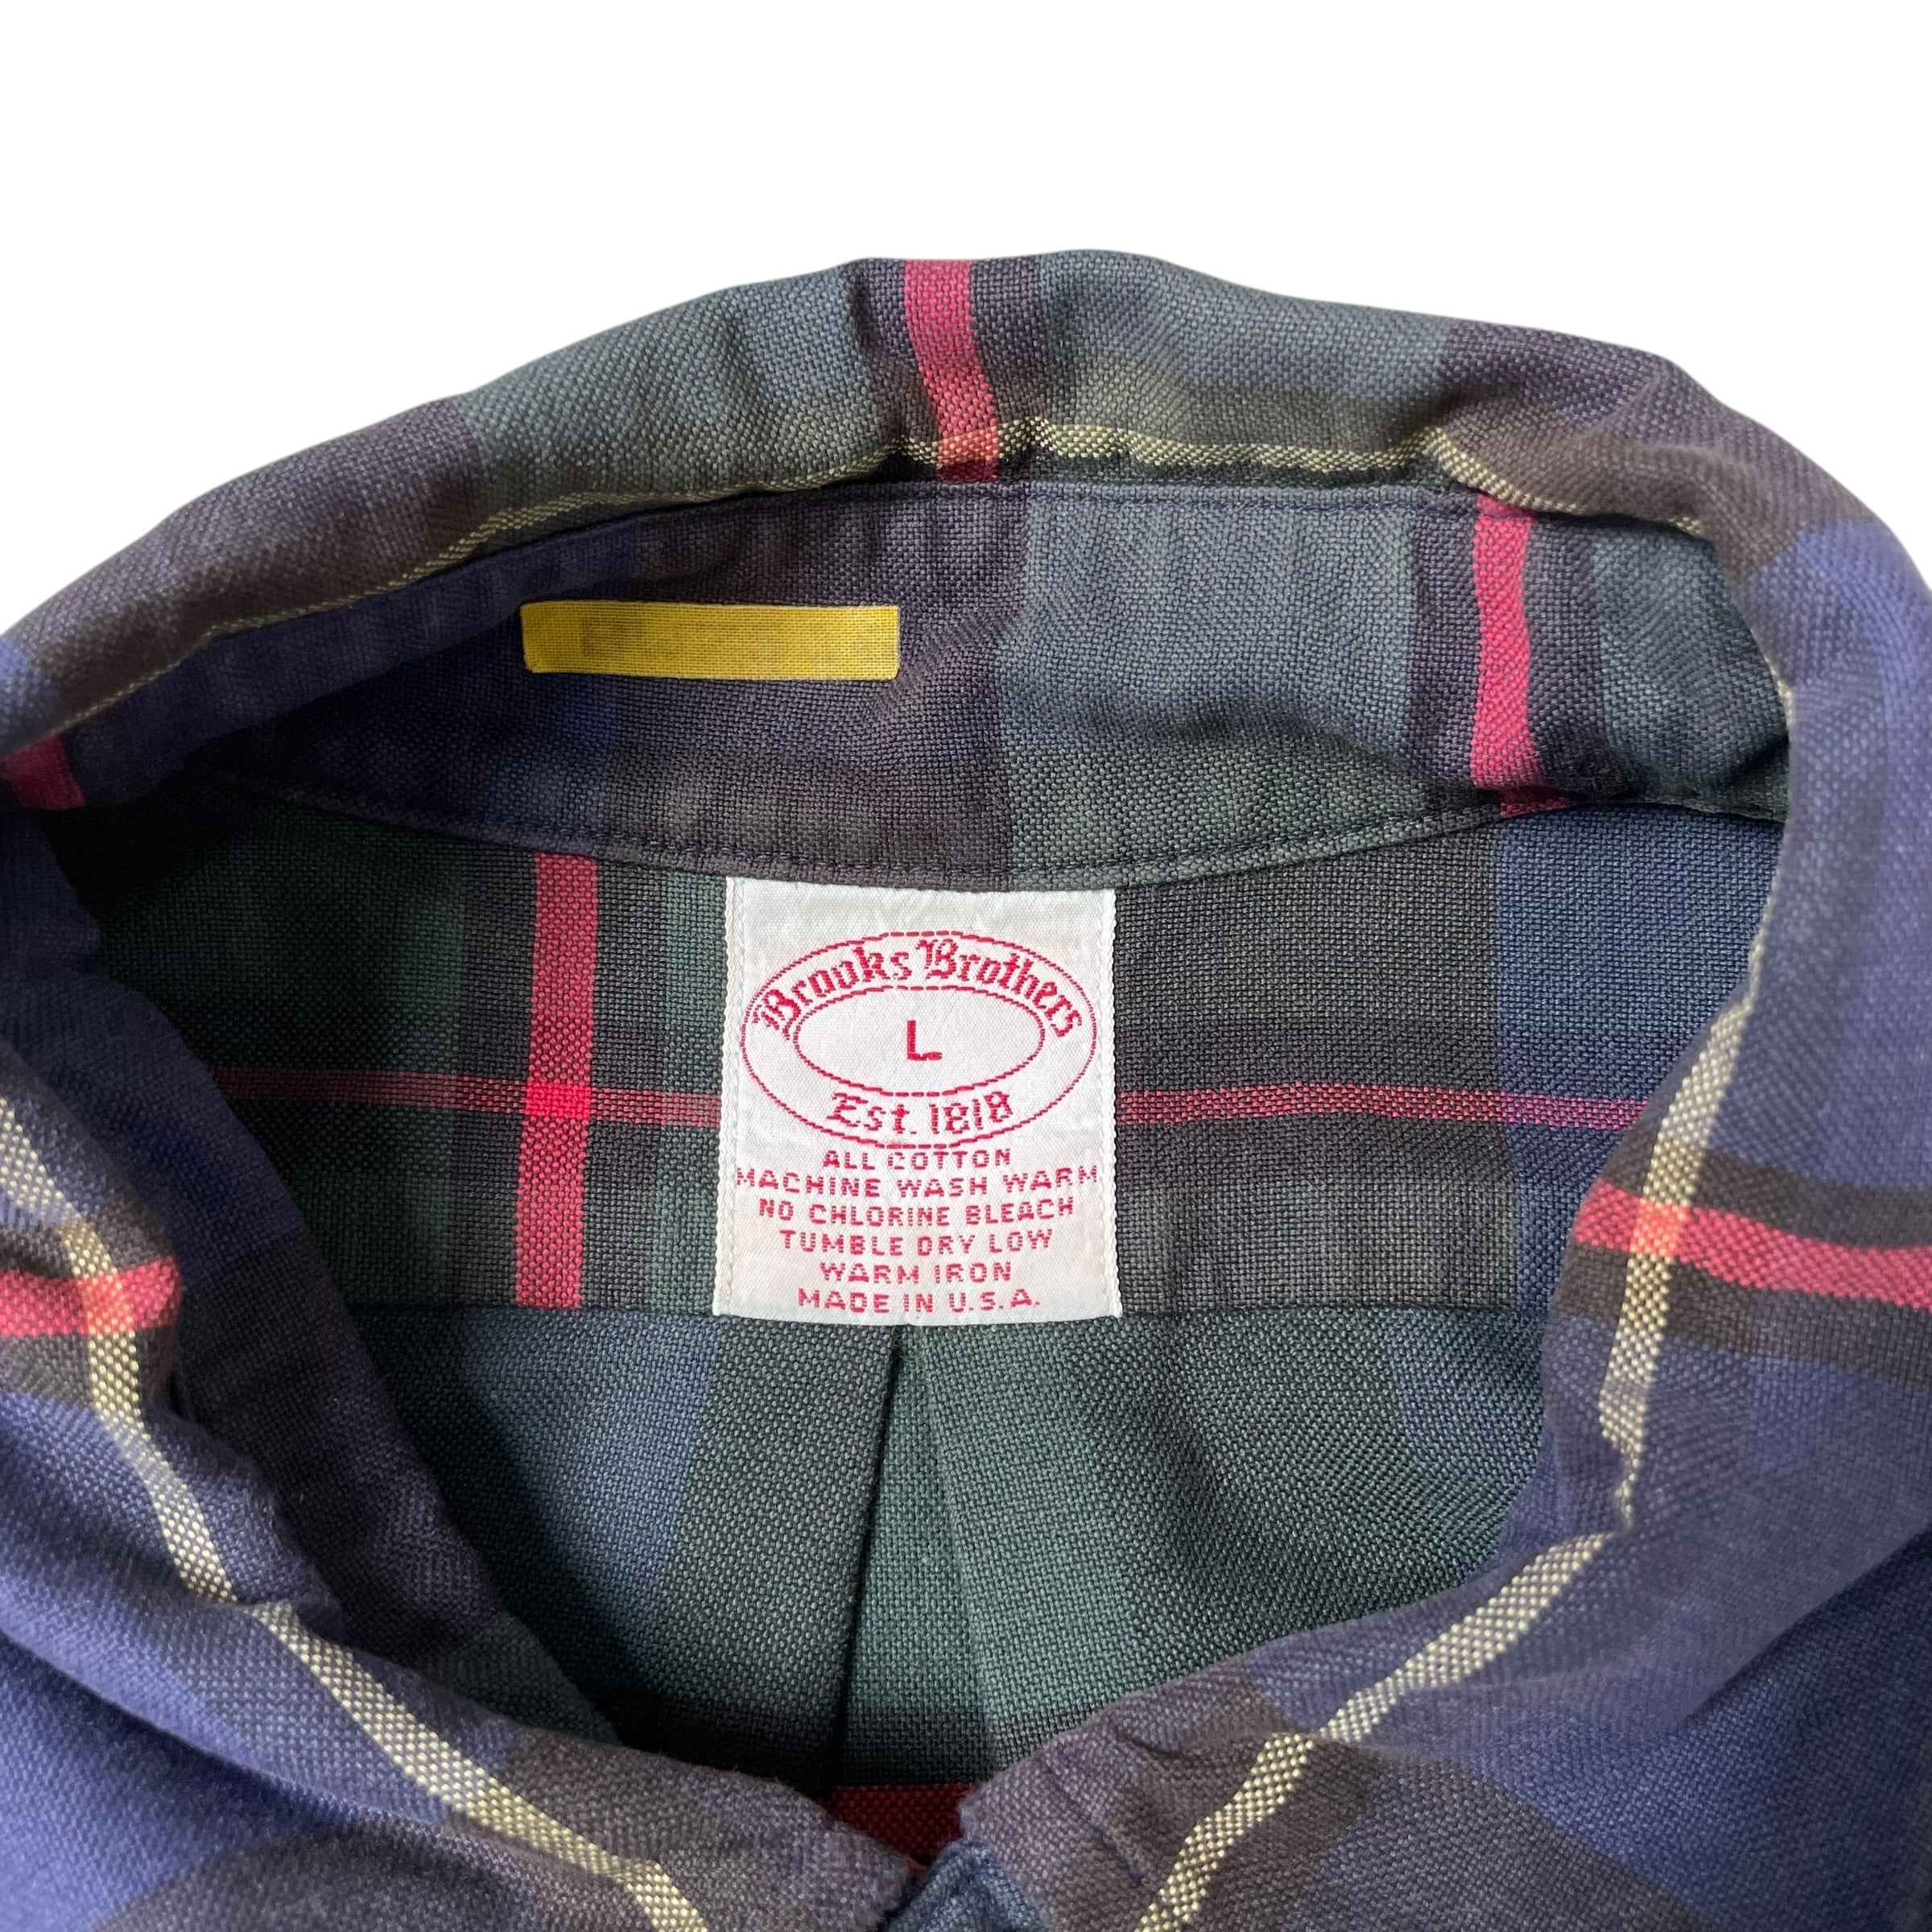 Brooks Brothers
L
Est. 1818
ALL COTTON
MACHINE WASH WARM
NO CHLORINE BLEACH
TUMBLE DRY LOW
WARM IRON
MADE IN U.S.A.